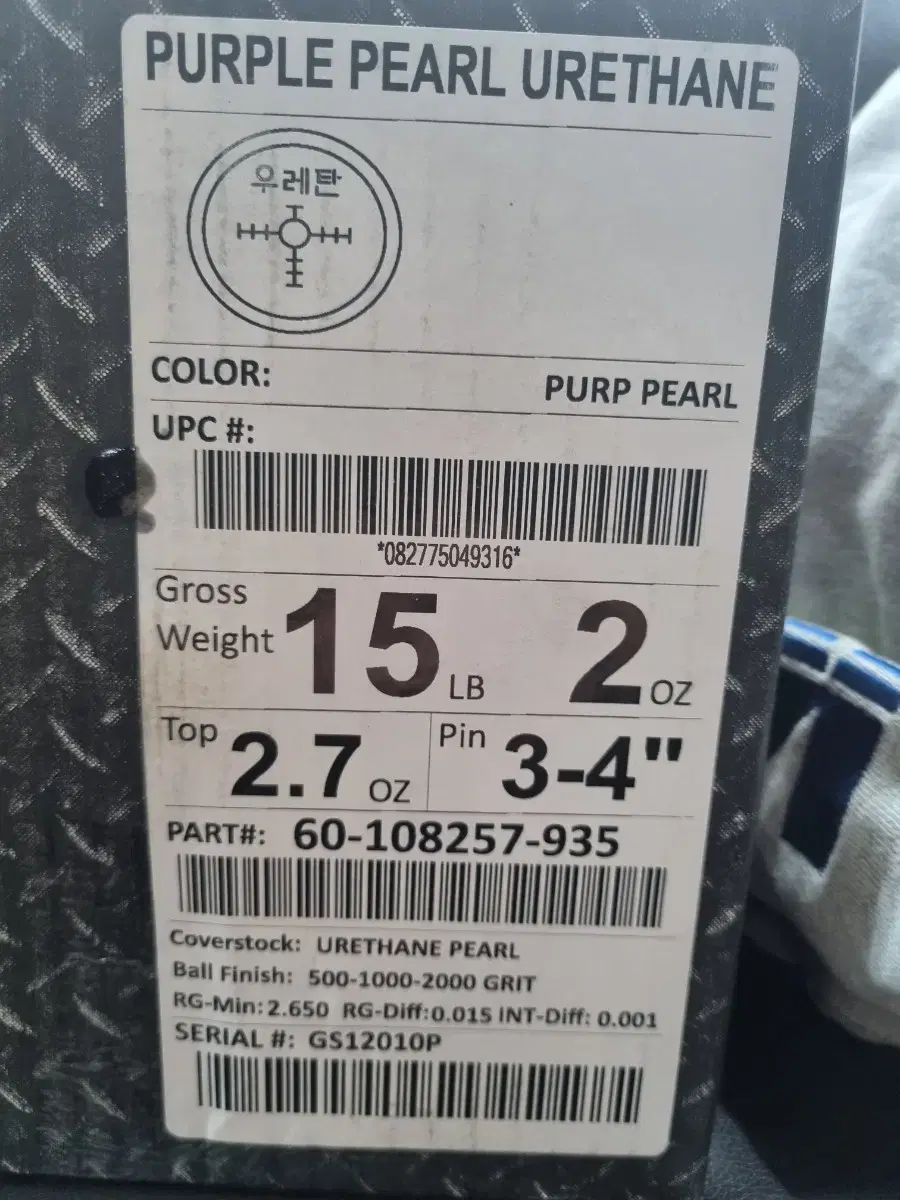 PURPLE PEARL URETHANE
우레탄
COLOR: PURP PEARL
UPC #:
*082775049316*
Gross Weight 15 LB 2 OZ
Top 2.7 OZ Pin 3-4"
PART#: 60-108257-935
Coverstock: URETHANE PEARL
Ball Finish: 500-1000-2000 GRIT
RG-Min: 2.650 RG-Diff: 0.015 INT-Diff: 0.001
SERIAL #: GS12010P